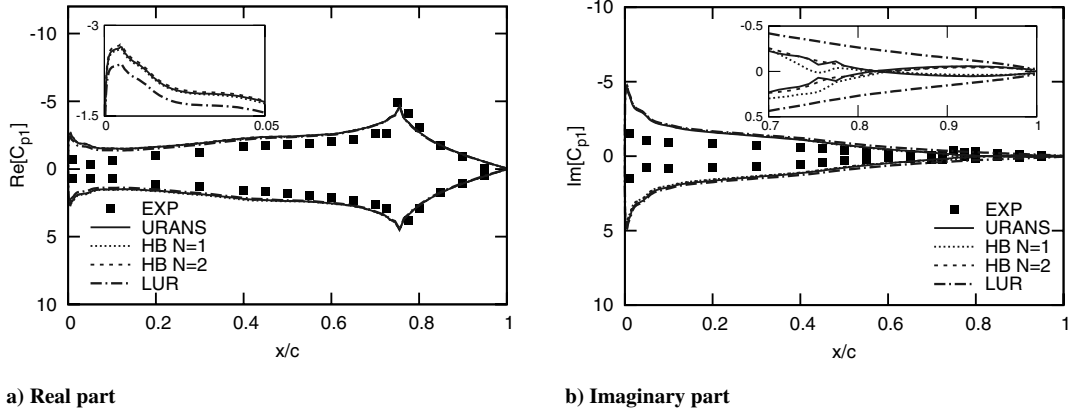 -10
-5
0
5
10
Re[Cp1]
-3
-1.5
0
0.05
EXP
URANS
HB N=1
HB N=2
LUR
0
0.2
0.4
0.6
0.8
1
x/c
a) Real part
-10
-5
0
5
10
Im[Cp1]
-0.5
0
0.5
0.7
0.8
0.9
1
EXP
URANS
HB N=1
HB N=2
LUR
0
0.2
0.4
0.6
0.8
1
x/c
b) Imaginary part